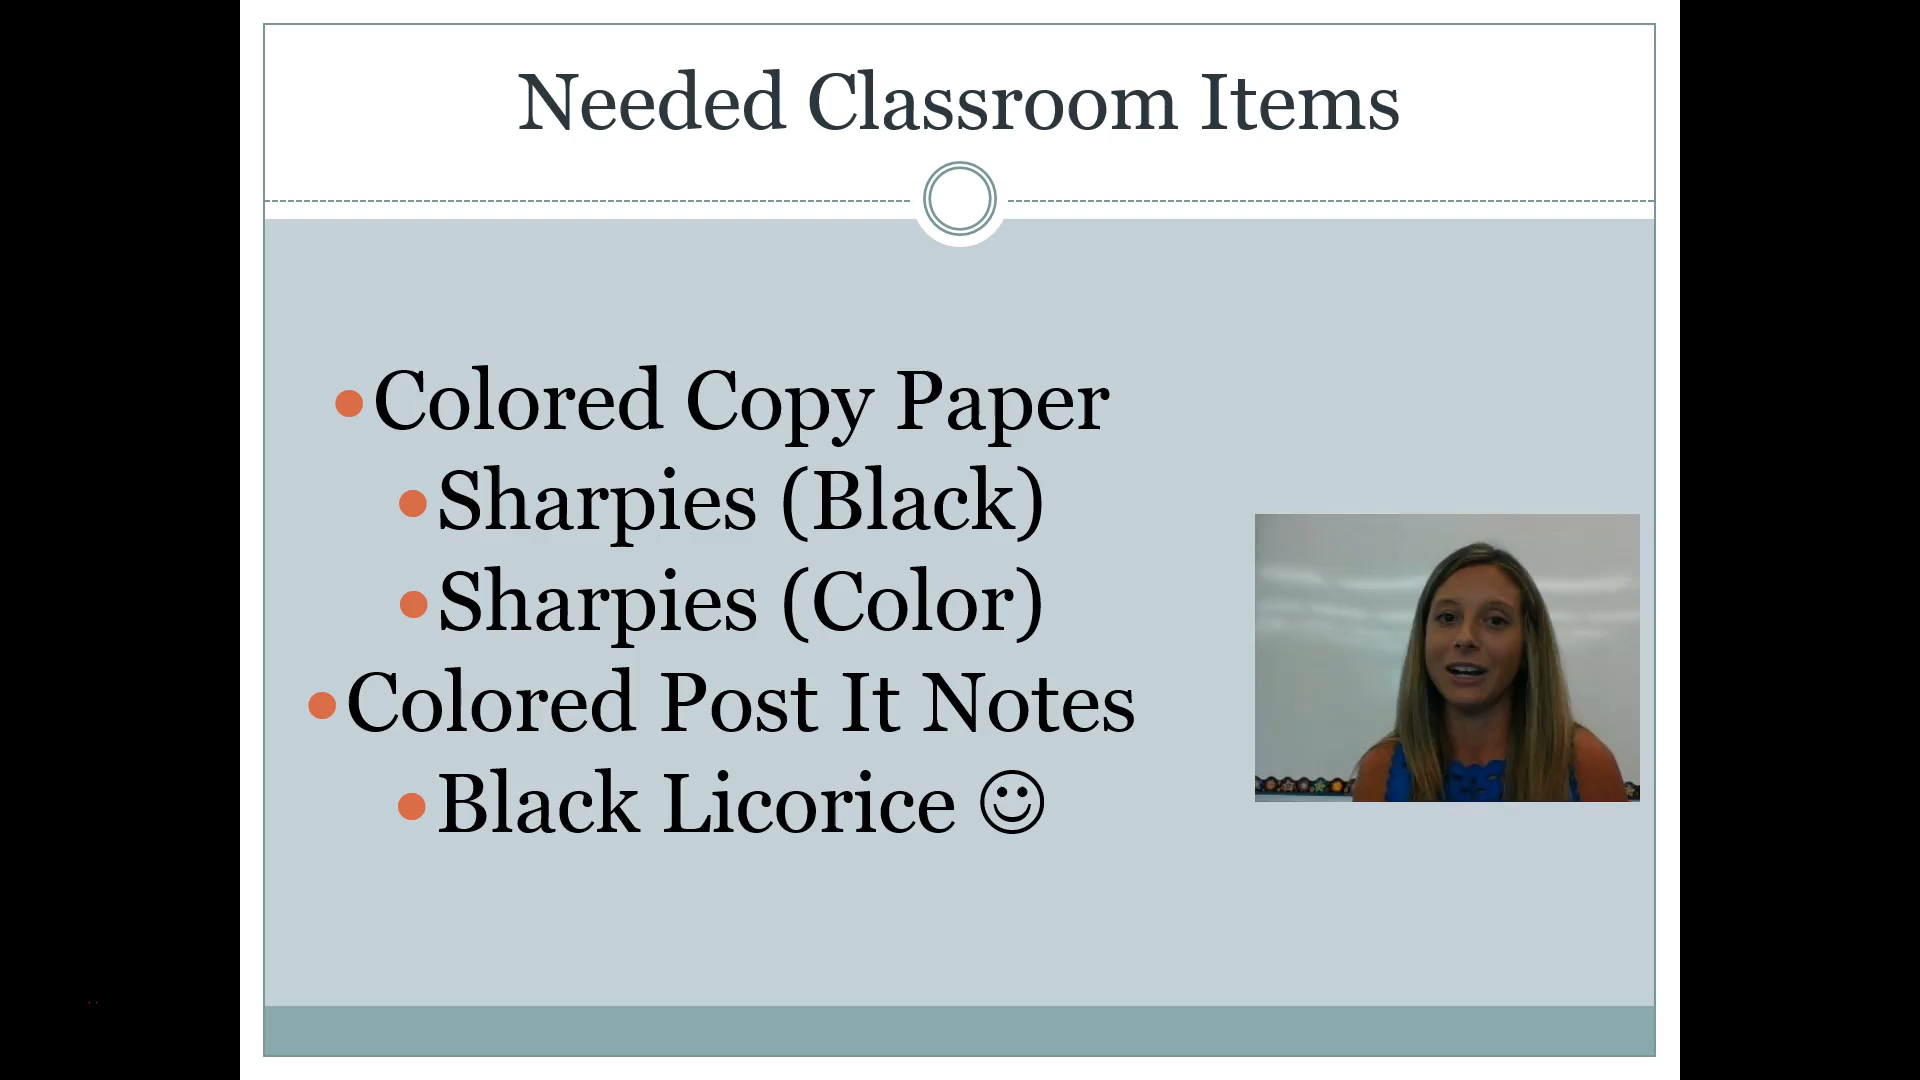 Needed Classroom Items
•Colored Copy Paper
•Sharpies (Black)
•Sharpies (Color)
•Colored Post It Notes
•Black Licorice ☺